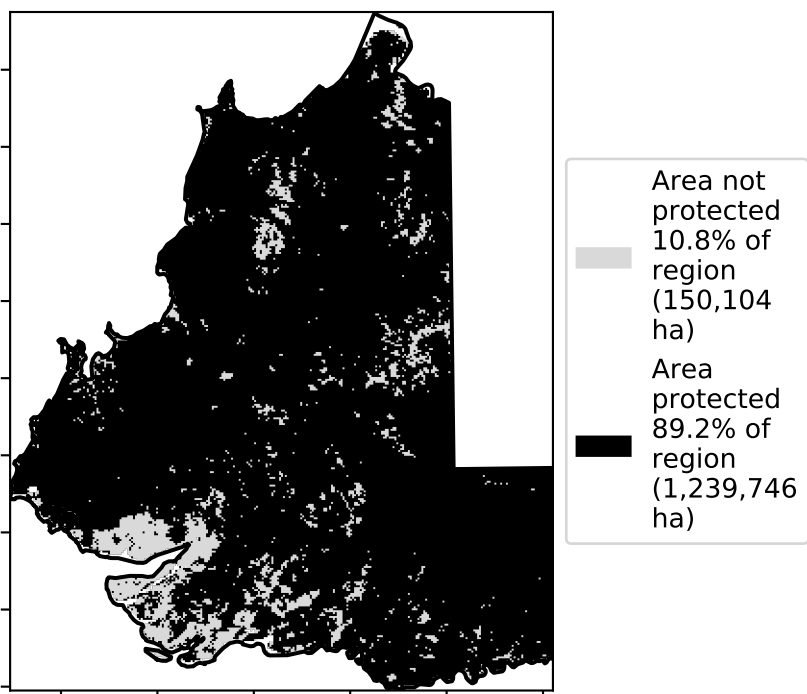 Area not
protected
10.8% of
region
(150,104
ha)
Area
protected
89.2% of
region
(1,239,746
ha)